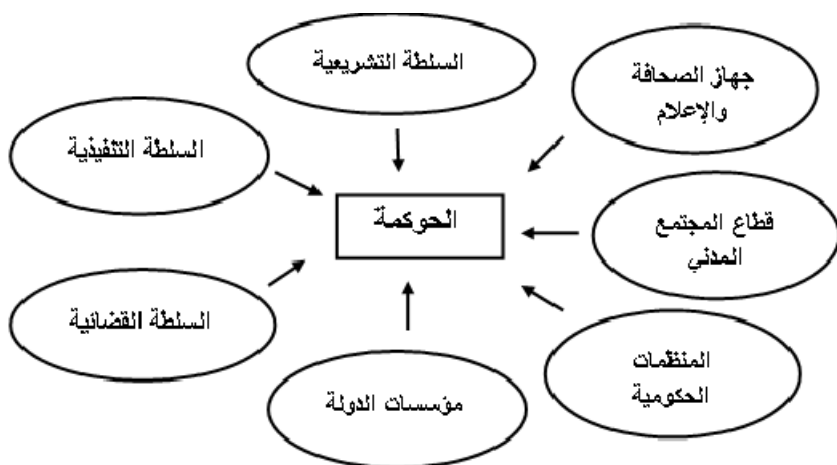 السلطة التشريعية
جهاز الصحافة
والإعلام
السلطة التنفيذية
الحوكمة
قطاع المجتمع
المدني
السلطة القضائية
المنظمات
الحكومية
مؤسسات الدولة